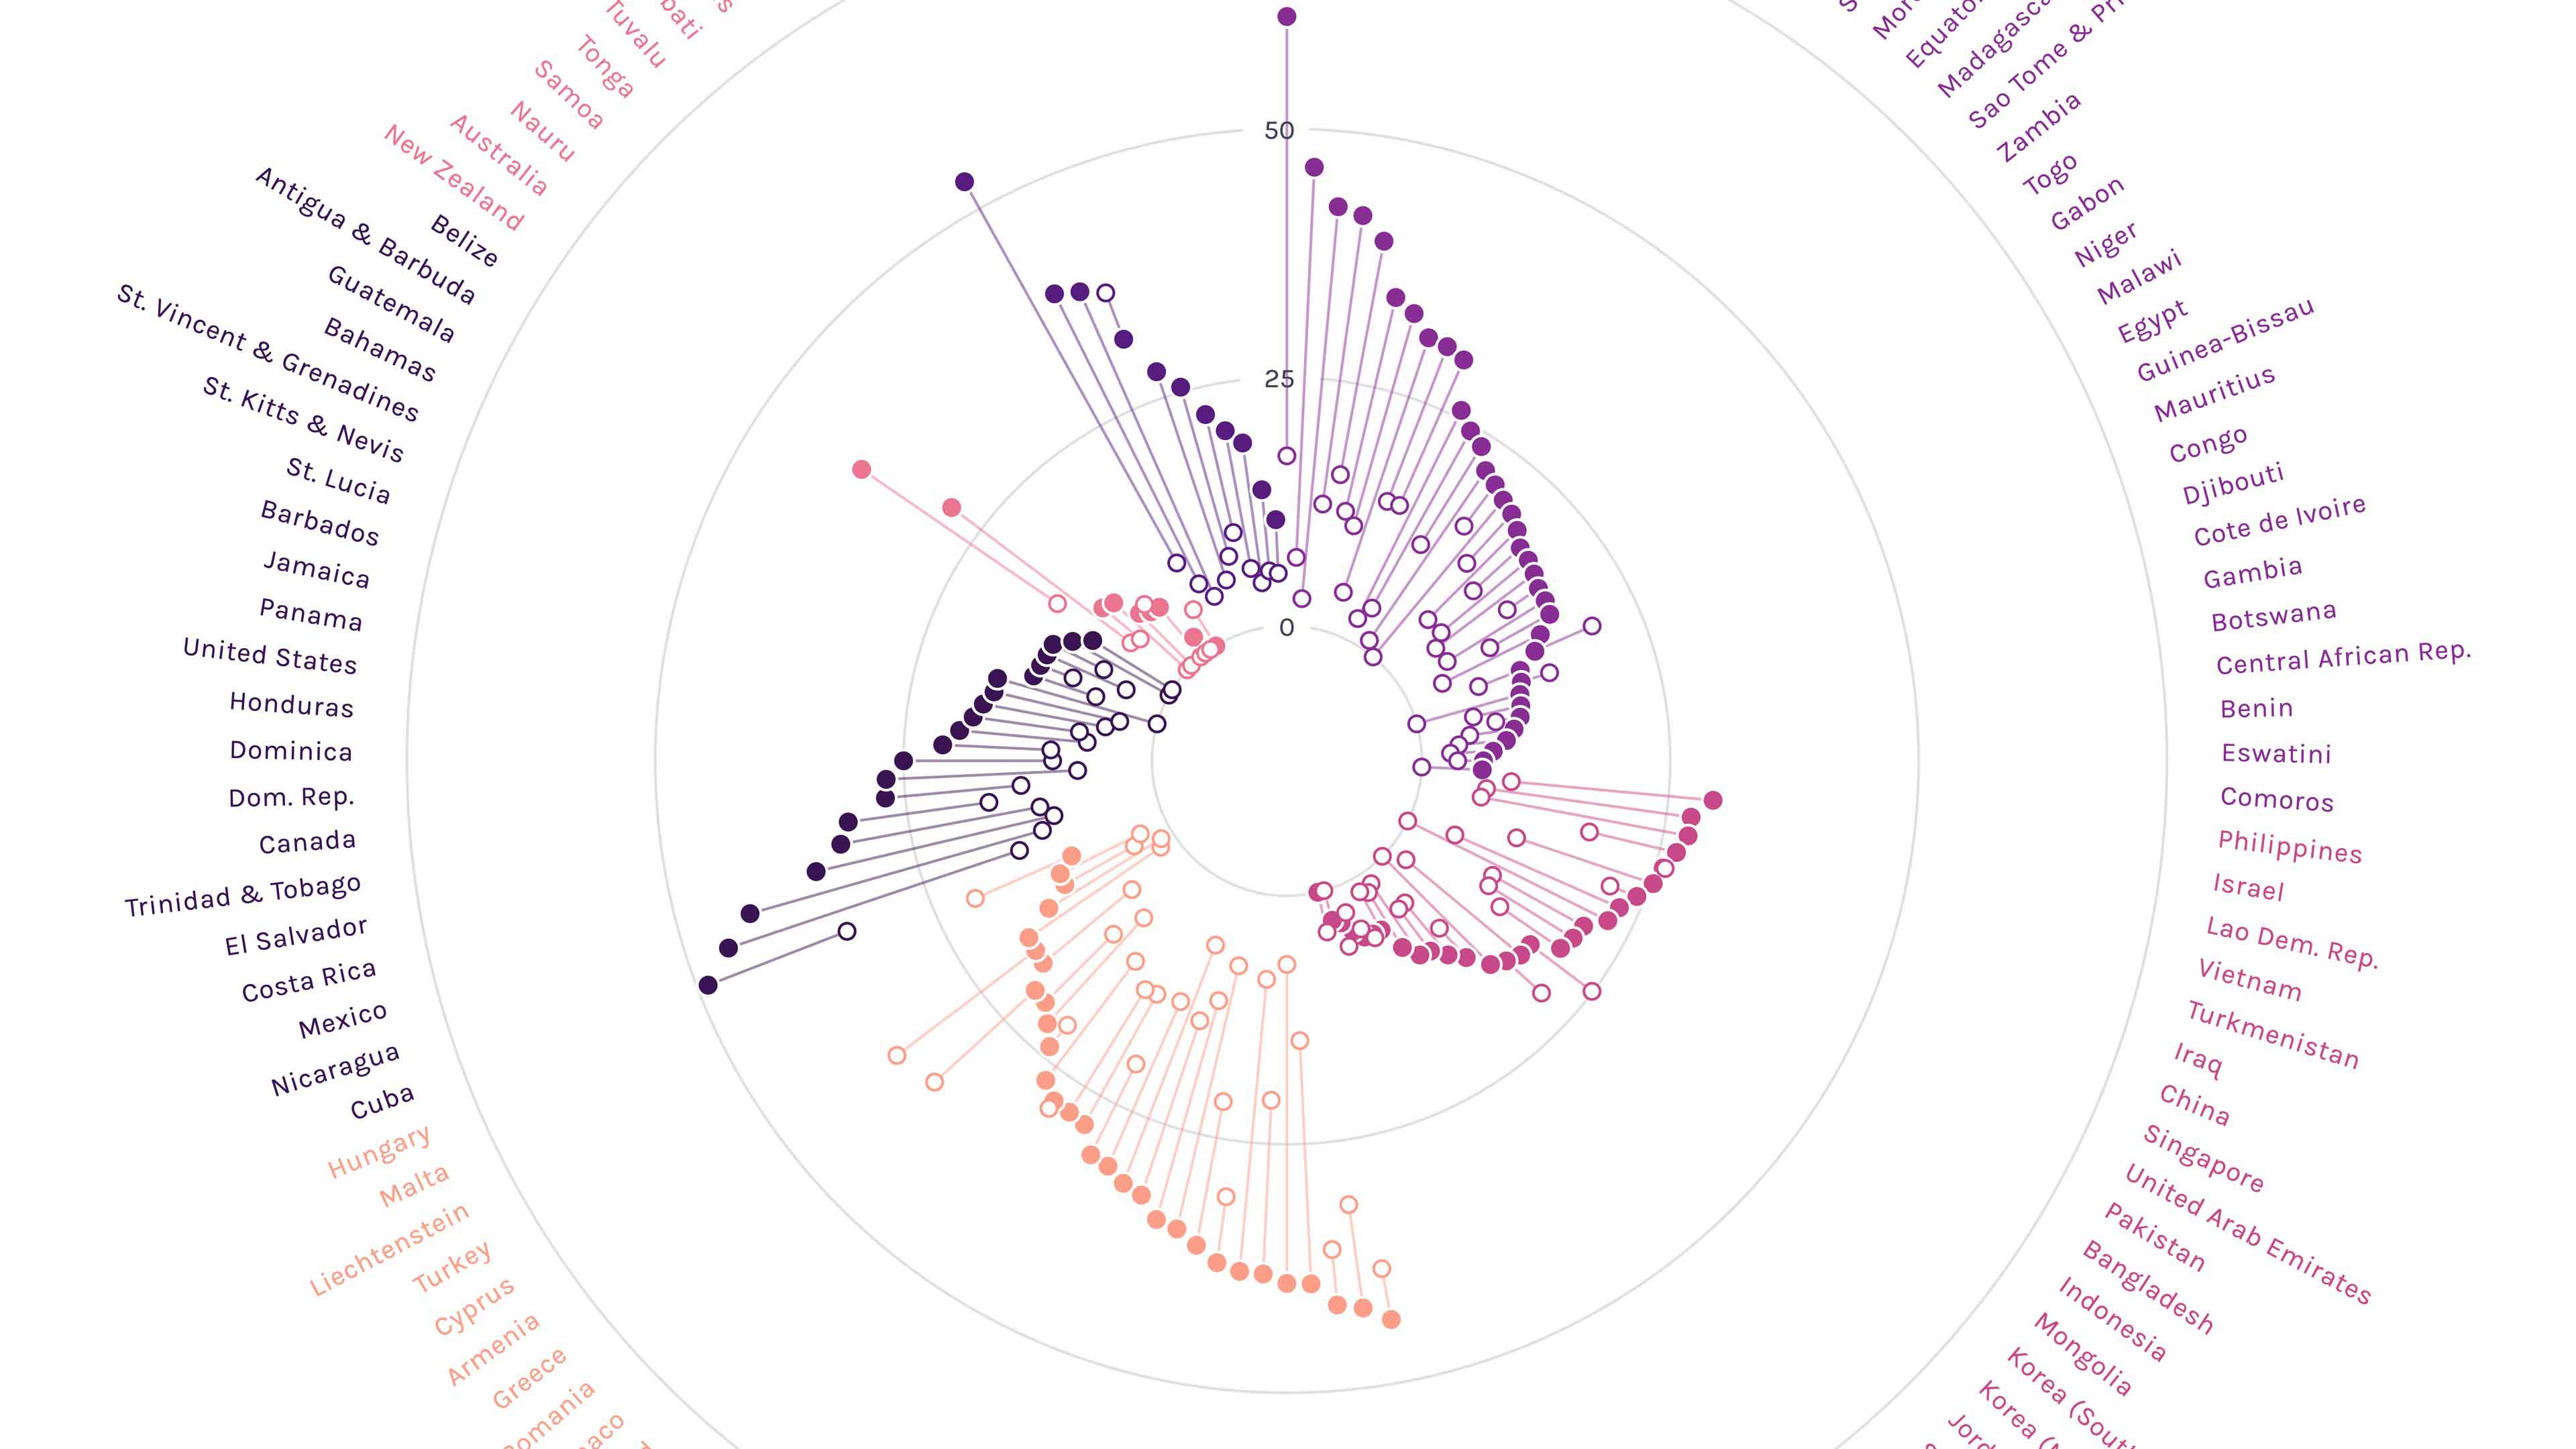 Tuvalu
Tonga
Samoa
Nauru
Australia
New Zealand
Belize
Antigua & Barbuda
Guatemala
Bahamas
St. Vincent & Grenadines
St. Kitts & Nevis
St. Lucia
Barbados
Jamaica
Panama
United States
Honduras
Dominica
Dom. Rep.
Canada
Trinidad & Tobago
El Salvador
Costa Rica
Mexico
Nicaragua
Cuba
Hungary
Malta
Liechtenstein
Turkey
Cyprus
Armenia
Greece
50
25
0
Sao Tome &
Zambia
Togo
Gabon
Niger
Malawi
Egypt
Guinea-Bissau
Mauritius
Congo
Djibouti
Cote de Ivoire
Gambia
Botswana
Central African Rep.
Benin
Eswatini
Comoros
Philippines
Israel
Lao Dem. Rep.
Vietnam
Turkmenistan
Iraq
China
Singapore
United Arab Emirates
Pakistan
Bangladesh
Indonesia
Mongolia
Korea
Korea